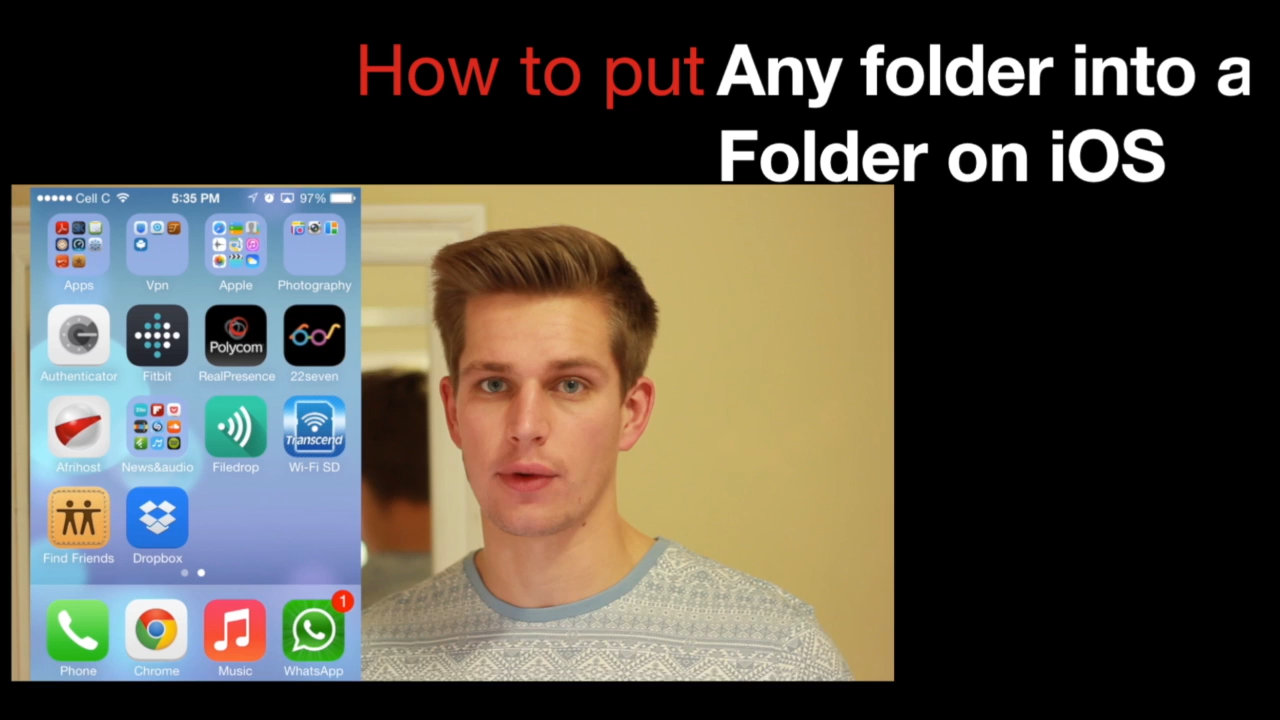 How to put Any folder into a
Folder on iOS
Cell C 5:35 PM 97%
Apps Vpn Apple Photography
Polycom
Authenticator Fitbit RealPresence 22seven
Transcend
Afrihost News&audio Filedrop Wi-Fi SD
Find Friends Dropbox
1
Phone Chrome Music WhatsApp